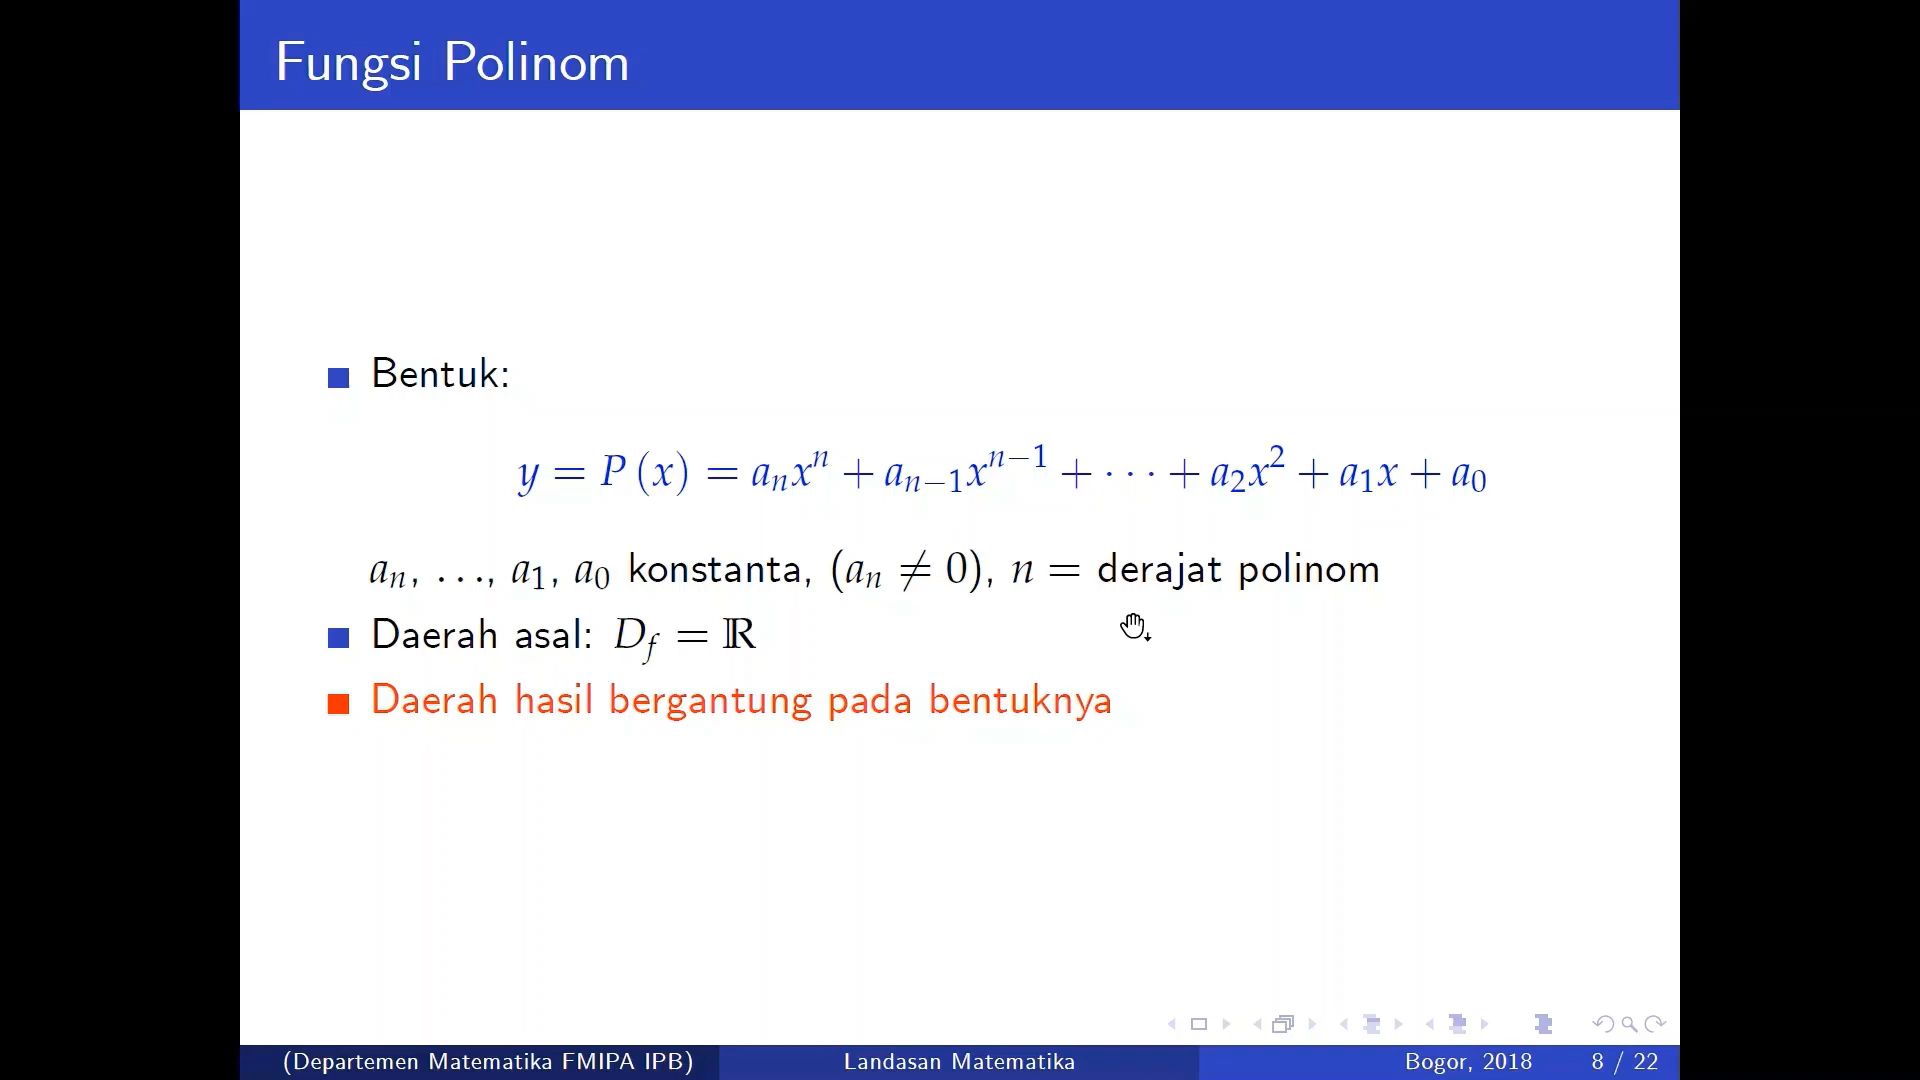 Fungsi Polinom
Bentuk:
y = P (x) = aₙxⁿ + aₙ₋₁xⁿ⁻¹ + · · · + a₂x² + a₁x + a₀
aₙ, . . ., a₁, a₀ konstanta, (aₙ ≠ 0), n = derajat polinom
Daerah asal: D_f = ℝ
Daerah hasil bergantung pada bentuknya
(Departemen Matematika FMIPA IPB) Landasan Matematika Bogor, 2018 8 / 22